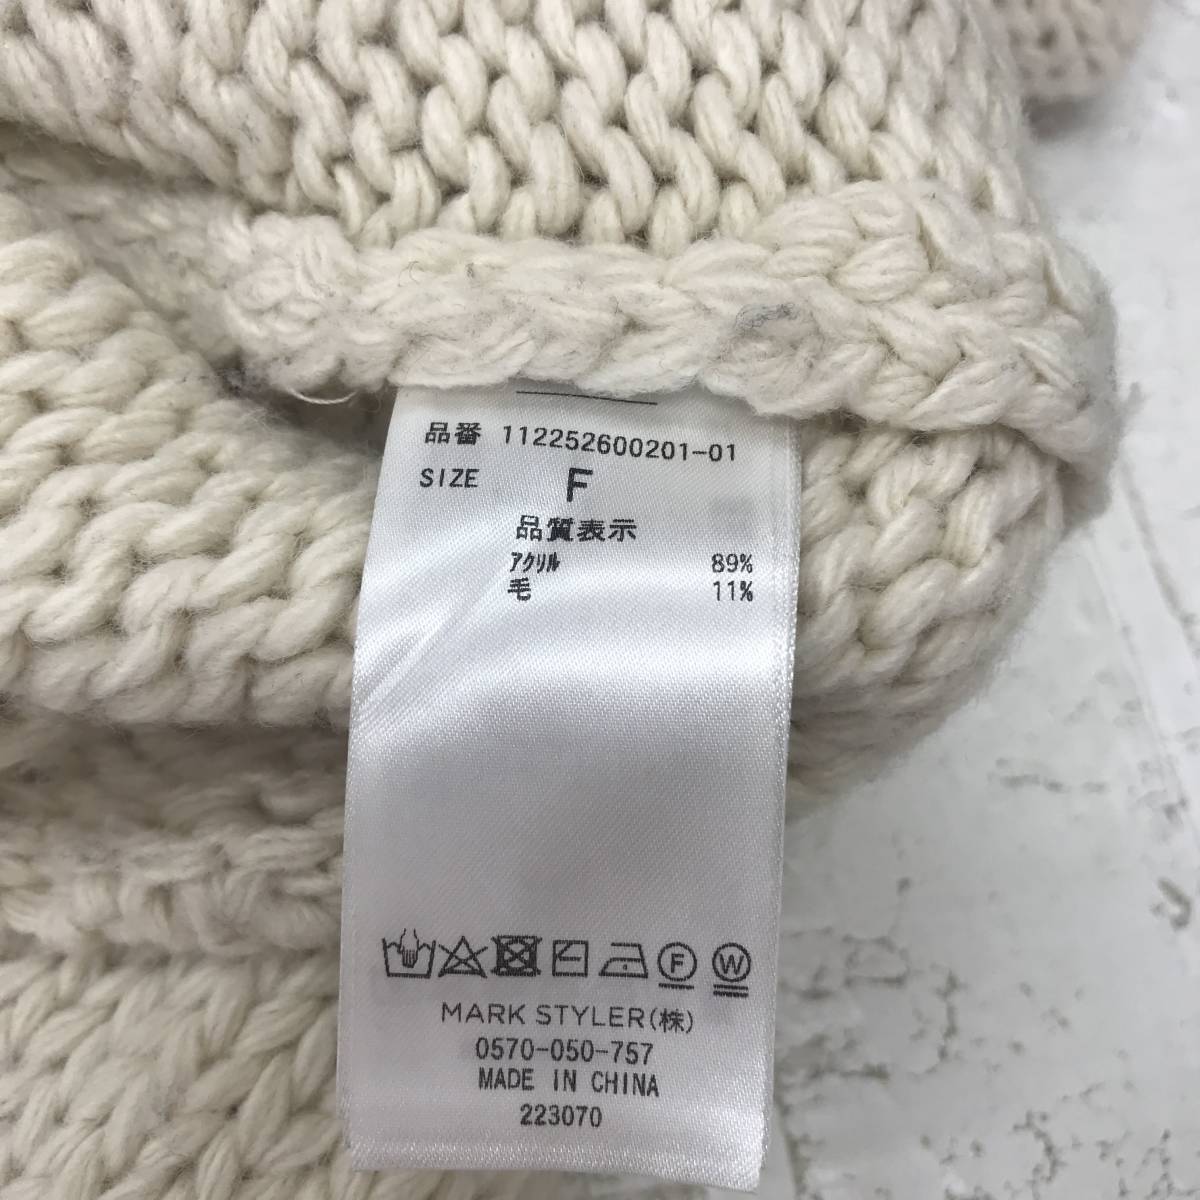 品番 112252600201-01
SIZE F
品質表示
アクリル 89%
毛 11%
F W
MARK STYLER(株)
0570-050-757
MADE IN CHINA
223070